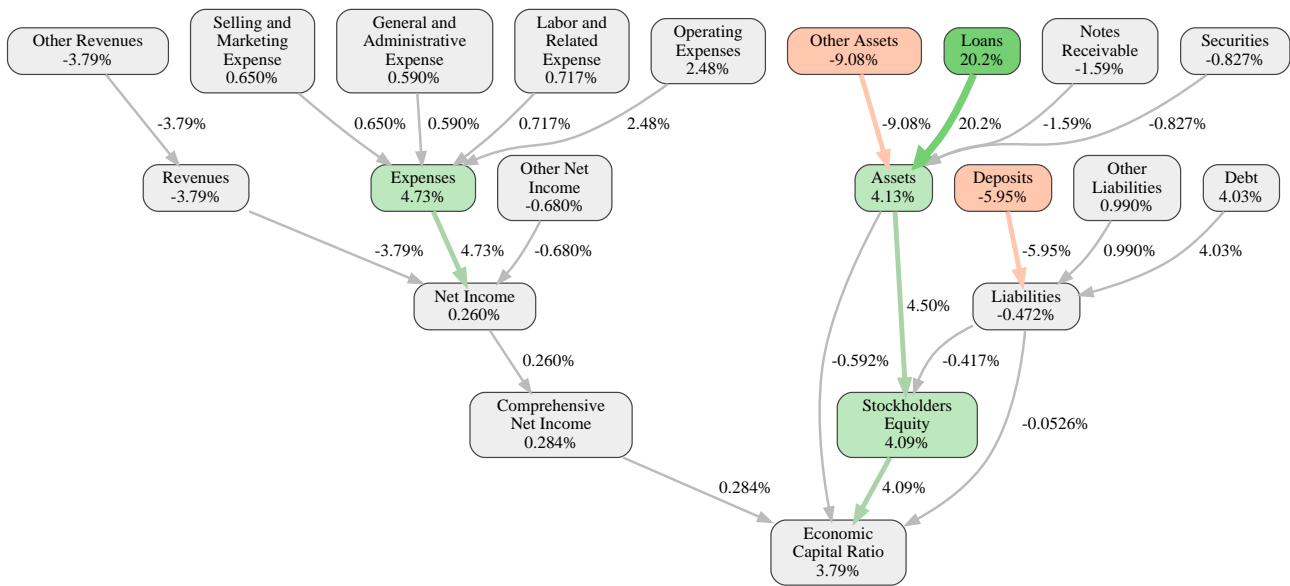 Other Revenues
-3.79%
Selling and
Marketing
Expense
0.650%
General and
Administrative
Expense
0.590%
Labor and
Related
Expense
0.717%
Operating
Expenses
2.48%
Other Assets
-9.08%
Loans
20.2%
Notes
Receivable
-1.59%
Securities
-0.827%
-3.79%
0.650%
0.590%
0.717%
2.48%
-9.08%
20.2%
-1.59%
-0.827%
Revenues
-3.79%
Expenses
4.73%
Other Net
Income
-0.680%
Assets
4.13%
Deposits
-5.95%
Other
Liabilities
0.990%
Debt
4.03%
-3.79%
4.73%
-0.680%
-5.95%
0.990%
4.03%
Net Income
0.260%
4.50%
Liabilities
-0.472%
0.260%
-0.592%
-0.417%
Comprehensive
Net Income
0.284%
Stockholders
Equity
4.09%
-0.0526%
0.284%
4.09%
Economic
Capital Ratio
3.79%